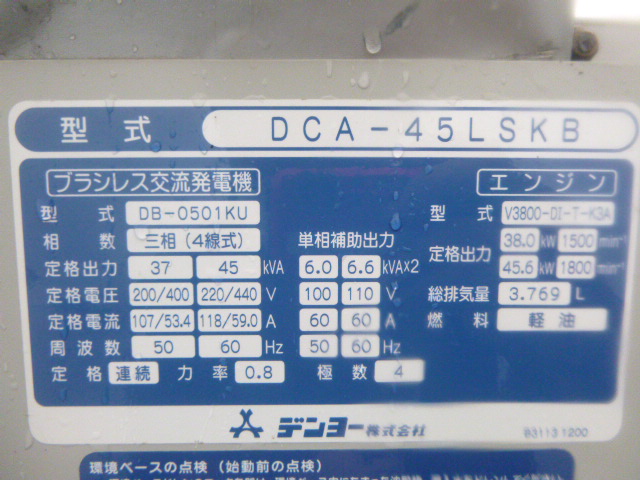 型式 DCA-45LSKB
ブラシレス交流発電機
型式 DB-0501KU
相数 三相(4線式) 単相補助出力
定格出力 37 45 kVA 6.0 6.6 kVA×2
定格電圧 200/400 220/440 V 100 110 V
定格電流 107/53.4 118/59.0 A 60 60 A
周波数 50 60 Hz 50 60 Hz
定格 連続 力率 0.8 極数 4
エンジン
型式 V3800-DI-T-K3A
定格出力 38.0 kW 1500 min⁻¹
45.6 kW 1800 min⁻¹
総排気量 3.769 L
燃料 軽油
デンヨー株式会社
B3113 1200
環境ベースの点検(始動前の点検)